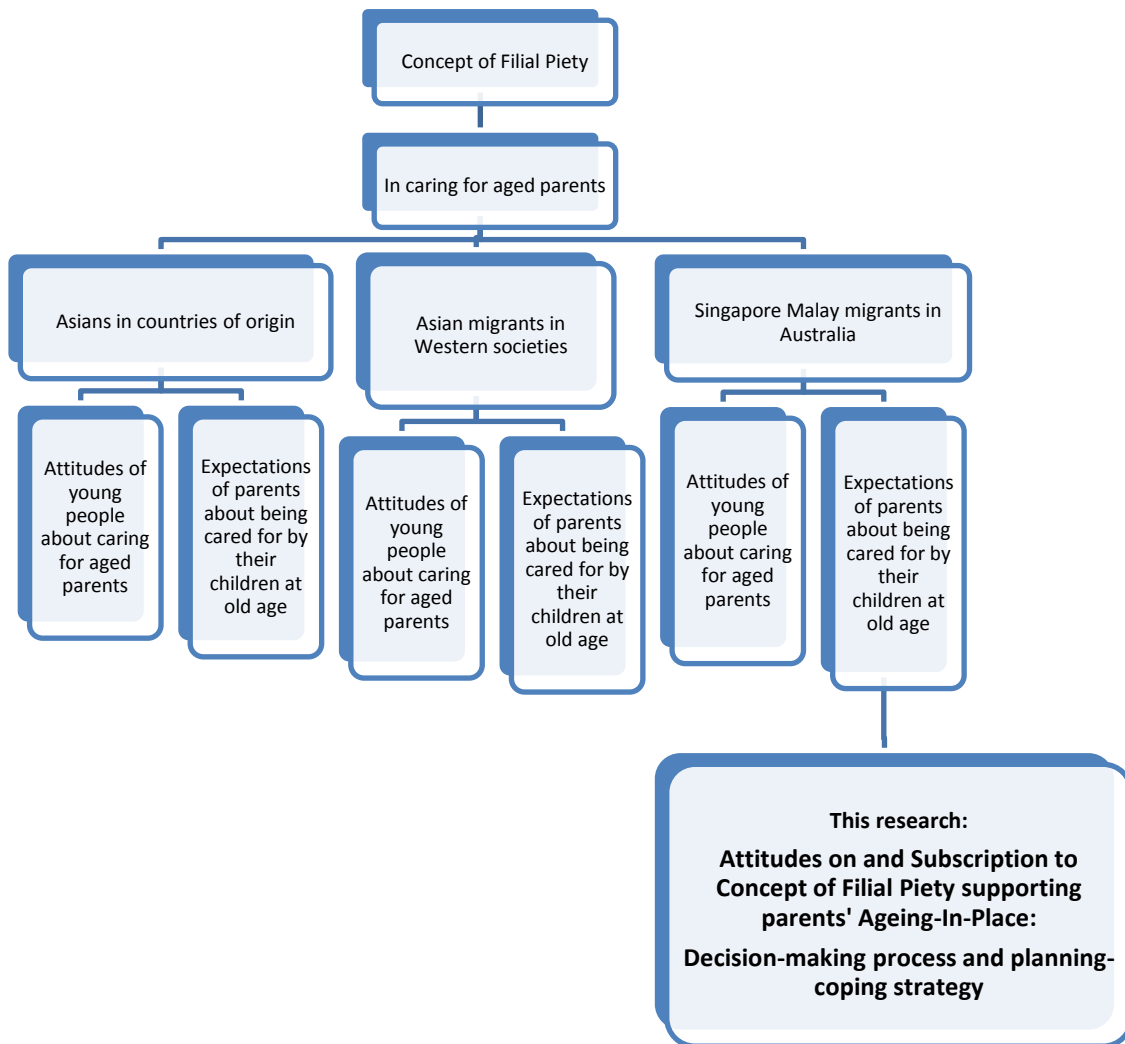 Concept of Filial Piety
In caring for aged parents
Asians in countries of origin
Asian migrants in
Western societies
Singapore Malay migrants in
Australia
Attitudes of
young
people
about caring
for aged
parents
Expectations
of parents
about being
cared for by
their
children at
old age
Attitudes of
young
people
about caring
for aged
parents
Expectations
of parents
about being
cared for by
their
children at
old age
Attitudes of
young
people
about caring
for aged
parents
Expectations
of parents
about being
cared for by
their
children at
old age
This research:
Attitudes on and Subscription to
Concept of Filial Piety supporting
parents' Ageing-In-Place:
Decision-making process and planning-
coping strategy